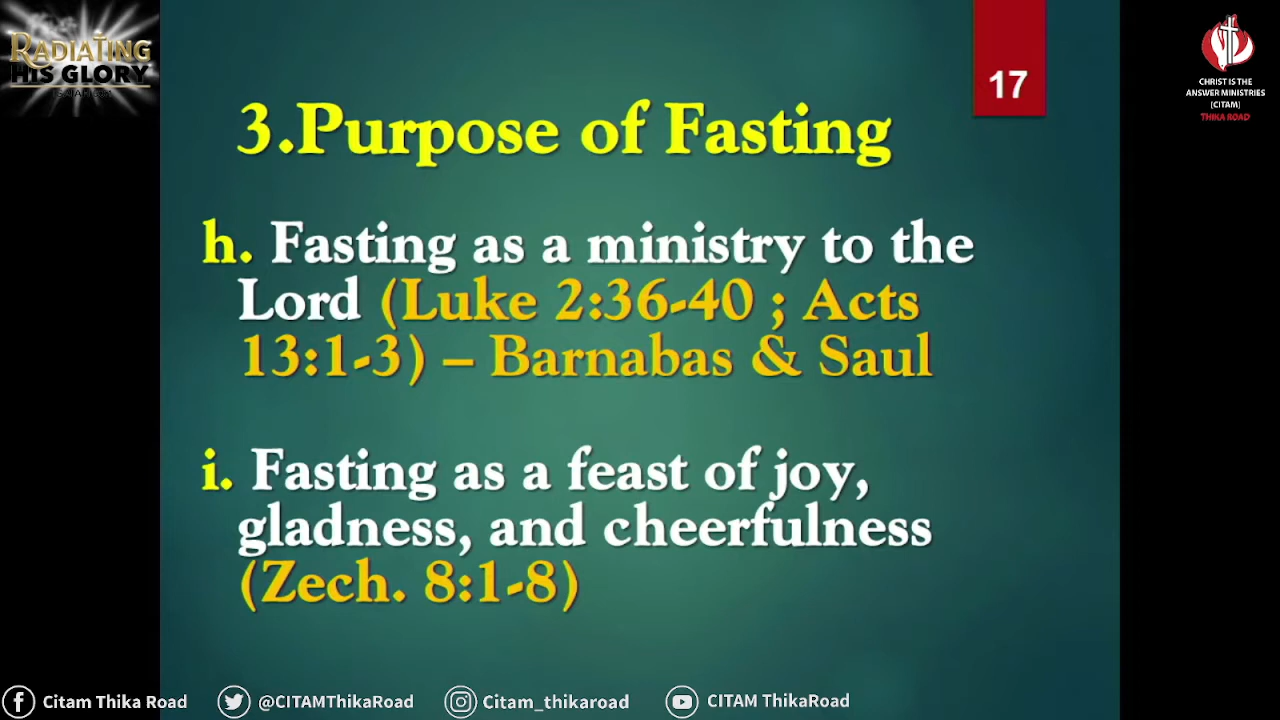 RADIATING
HIS GLORY
17
CHRIST IS THE
ANSWER MINISTRIES
(CITAM)
THIKA ROAD
3.Purpose of Fasting
h. Fasting as a ministry to the
Lord (Luke 2:36-40 ; Acts
13:1-3) – Barnabas & Saul
i. Fasting as a feast of joy,
gladness, and cheerfulness
(Zech. 8:1-8)
Citam Thika Road
@CITAMThikaRoad
Citam_thikaroad
CITAM ThikaRoad